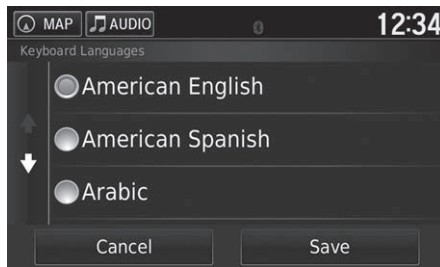 MAP AUDIO 12:34
Keyboard Languages
American English
American Spanish
Arabic
Cancel Save